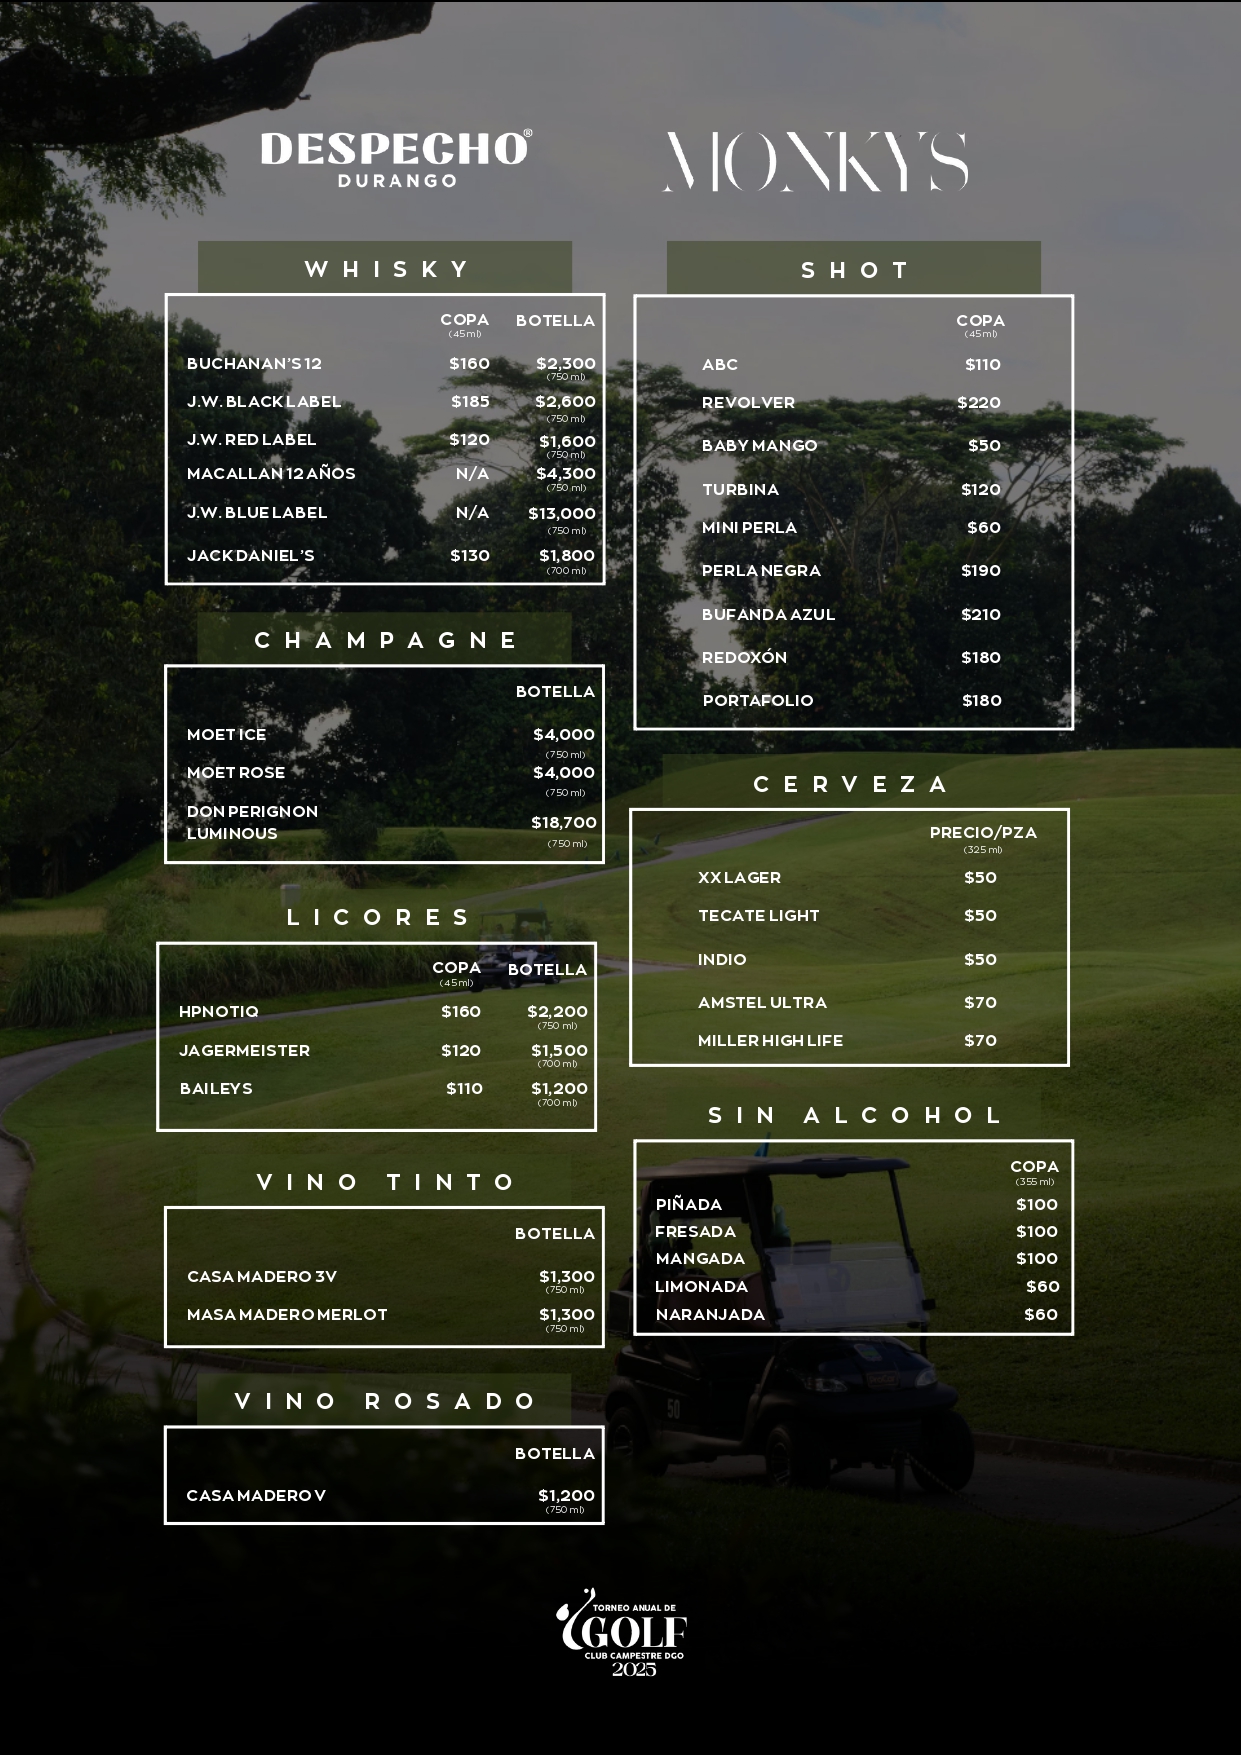 DESPECHO®
DURANGO
MONKY'S
WHISKY
COPA BOTELLA
(45ml)
BUCHANAN'S 12 $160 $2,300
(750 ml)
J.W. BLACK LABEL $185 $2,600
(750 ml)
J.W. RED LABEL $120 $1,600
(750 ml)
MACALLAN 12 AÑOS N/A $4,300
(750 ml)
J.W. BLUE LABEL N/A $13,000
(750 ml)
JACK DANIEL'S $130 $1,800
(700 ml)
CHAMPAGNE
BOTELLA
MOET ICE $4,000
(750 ml)
MOET ROSE $4,000
(750 ml)
DON PERIGNON
LUMINOUS $18,700
(750 ml)
LICORES
COPA BOTELLA
(45ml)
HPNOTIQ $160 $2,200
(750 ml)
JAGERMEISTER $120 $1,500
(700 ml)
BAILEYS $110 $1,200
(700 ml)
VINO TINTO
BOTELLA
CASA MADERO 3V $1,300
(750 ml)
MASA MADERO MERLOT $1,300
(750 ml)
VINO ROSADO
BOTELLA
CASA MADERO V $1,200
(750 ml)
SHOT
COPA
(45ml)
ABC $110
REVOLVER $220
BABY MANGO $50
TURBINA $120
MINI PERLA $60
PERLA NEGRA $190
BUFANDA AZUL $210
REDOXÓN $180
PORTAFOLIO $180
CERVEZA
PRECIO/PZA
(325 ml)
XX LAGER $50
TECATE LIGHT $50
INDIO $50
AMSTEL ULTRA $70
MILLER HIGH LIFE $70
SIN ALCOHOL
COPA
(355 ml)
PIÑADA $100
FRESADA $100
MANGADA $100
LIMONADA $60
NARANJADA $60
50
TORNEO ANUAL DE
GOLF
CLUB CAMPESTRE DGO
2025